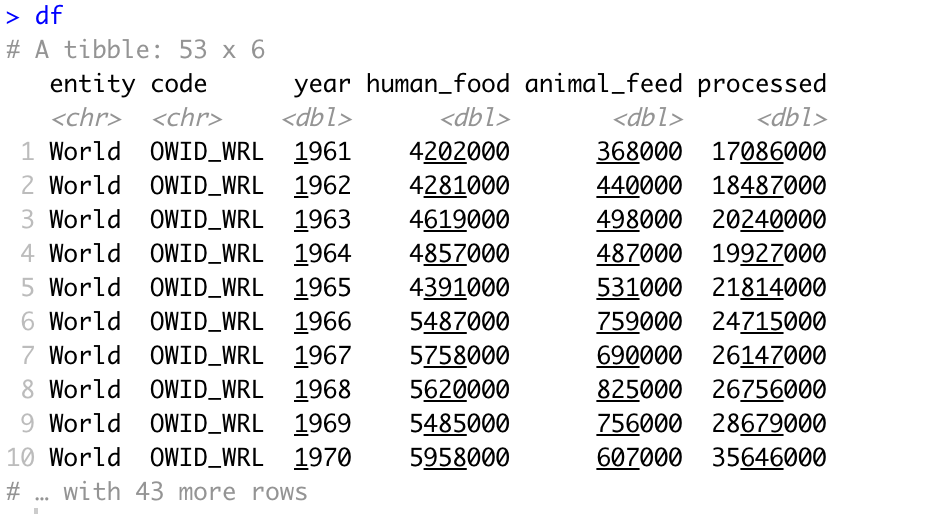 > df
# A tibble: 53 x 6
entity code year human_food animal_feed processed
<chr> <chr> <dbl> <dbl> <dbl> <dbl>
1 World OWID_WRL 1961 4202000 368000 17086000
2 World OWID_WRL 1962 4281000 440000 18487000
3 World OWID_WRL 1963 4619000 498000 20240000
4 World OWID_WRL 1964 4857000 487000 19927000
5 World OWID_WRL 1965 4391000 531000 21814000
6 World OWID_WRL 1966 5487000 759000 24715000
7 World OWID_WRL 1967 5758000 690000 26147000
8 World OWID_WRL 1968 5620000 825000 26756000
9 World OWID_WRL 1969 5485000 756000 28679000
10 World OWID_WRL 1970 5958000 607000 35646000
# … with 43 more rows